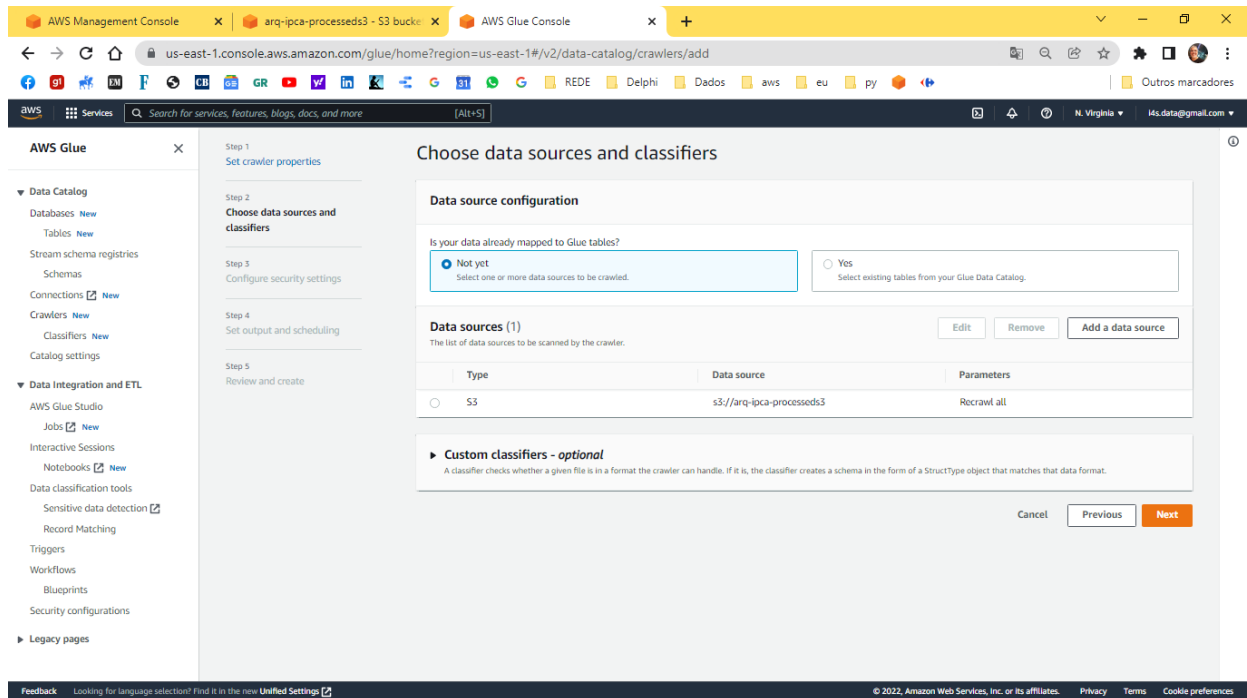 AWS Management Console
arq-ipca-processeds3 - S3 bucke
AWS Glue Console
us-east-1.console.aws.amazon.com/glue/home?region=us-east-1#/v2/data-catalog/crawlers/add
g1
EM
F
CB
GE
GR
y!
in
K
G
31
G
REDE
Delphi
Dados
aws
eu
py
Outros marcadores
aws
Services
Search for services, features, blogs, docs, and more
[Alt+S]
N. Virginia
i4s.data@gmail.com
AWS Glue
Data Catalog
Databases New
Tables New
Stream schema registries
Schemas
Connections New
Crawlers New
Classifiers New
Catalog settings
Data Integration and ETL
AWS Glue Studio
Jobs New
Interactive Sessions
Notebooks New
Data classification tools
Sensitive data detection
Record Matching
Triggers
Workflows
Blueprints
Security configurations
Legacy pages
Step 1
Set crawler properties
Step 2
Choose data sources and
classifiers
Step 3
Configure security settings
Step 4
Set output and scheduling
Step 5
Review and create
Choose data sources and classifiers
Data source configuration
Is your data already mapped to Glue tables?
Not yet
Select one or more data sources to be crawled.
Yes
Select existing tables from your Glue Data Catalog.
Data sources (1)
The list of data sources to be scanned by the crawler.
Edit
Remove
Add a data source
Type
Data source
Parameters
S3
s3://arq-ipca-processeds3
Recrawl all
Custom classifiers - optional
A classifier checks whether a given file is in a format the crawler can handle. If it is, the classifier creates a schema in the form of a StructType object that matches that data format.
Cancel
Previous
Next
Feedback
Looking for language selection? Find it in the new Unified Settings
© 2022, Amazon Web Services, Inc. or its affiliates.
Privacy
Terms
Cookie preferences